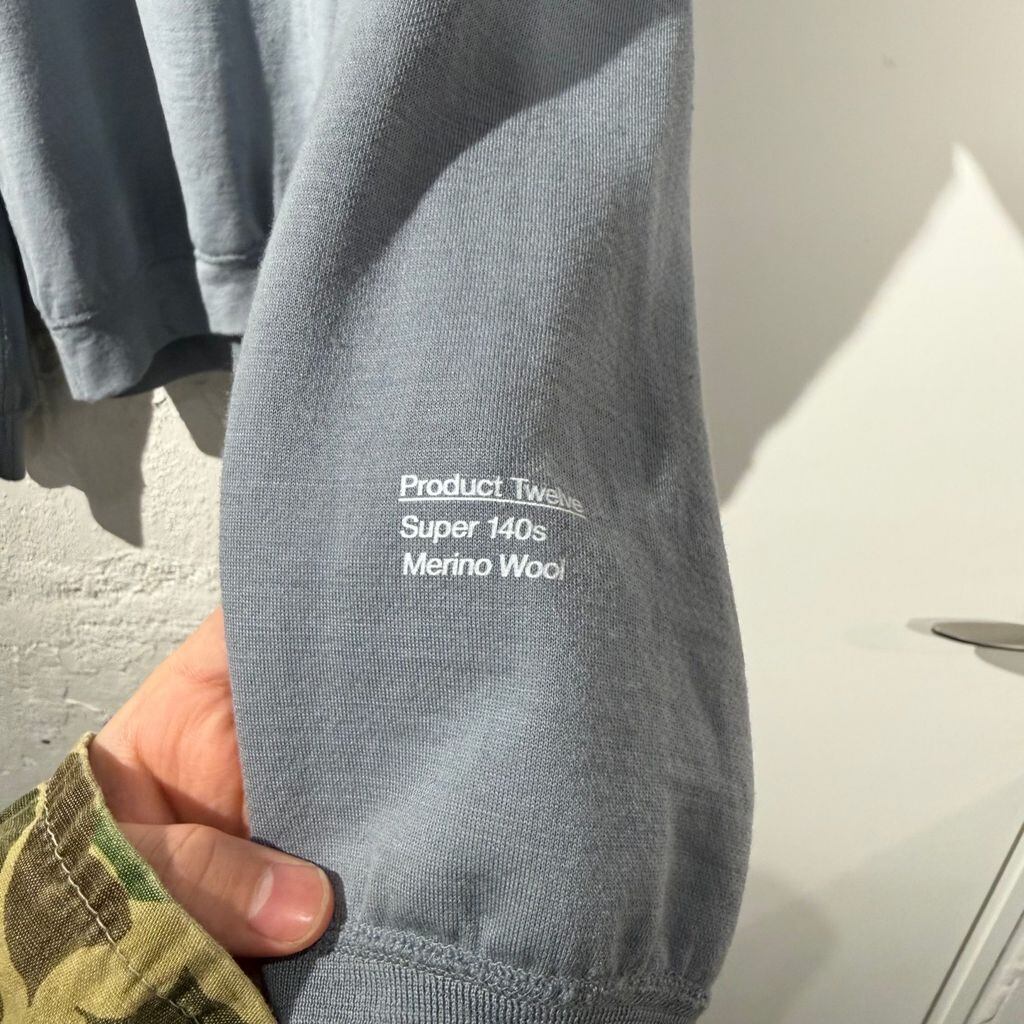 Product Twelve
Super 140s
Merino Wool